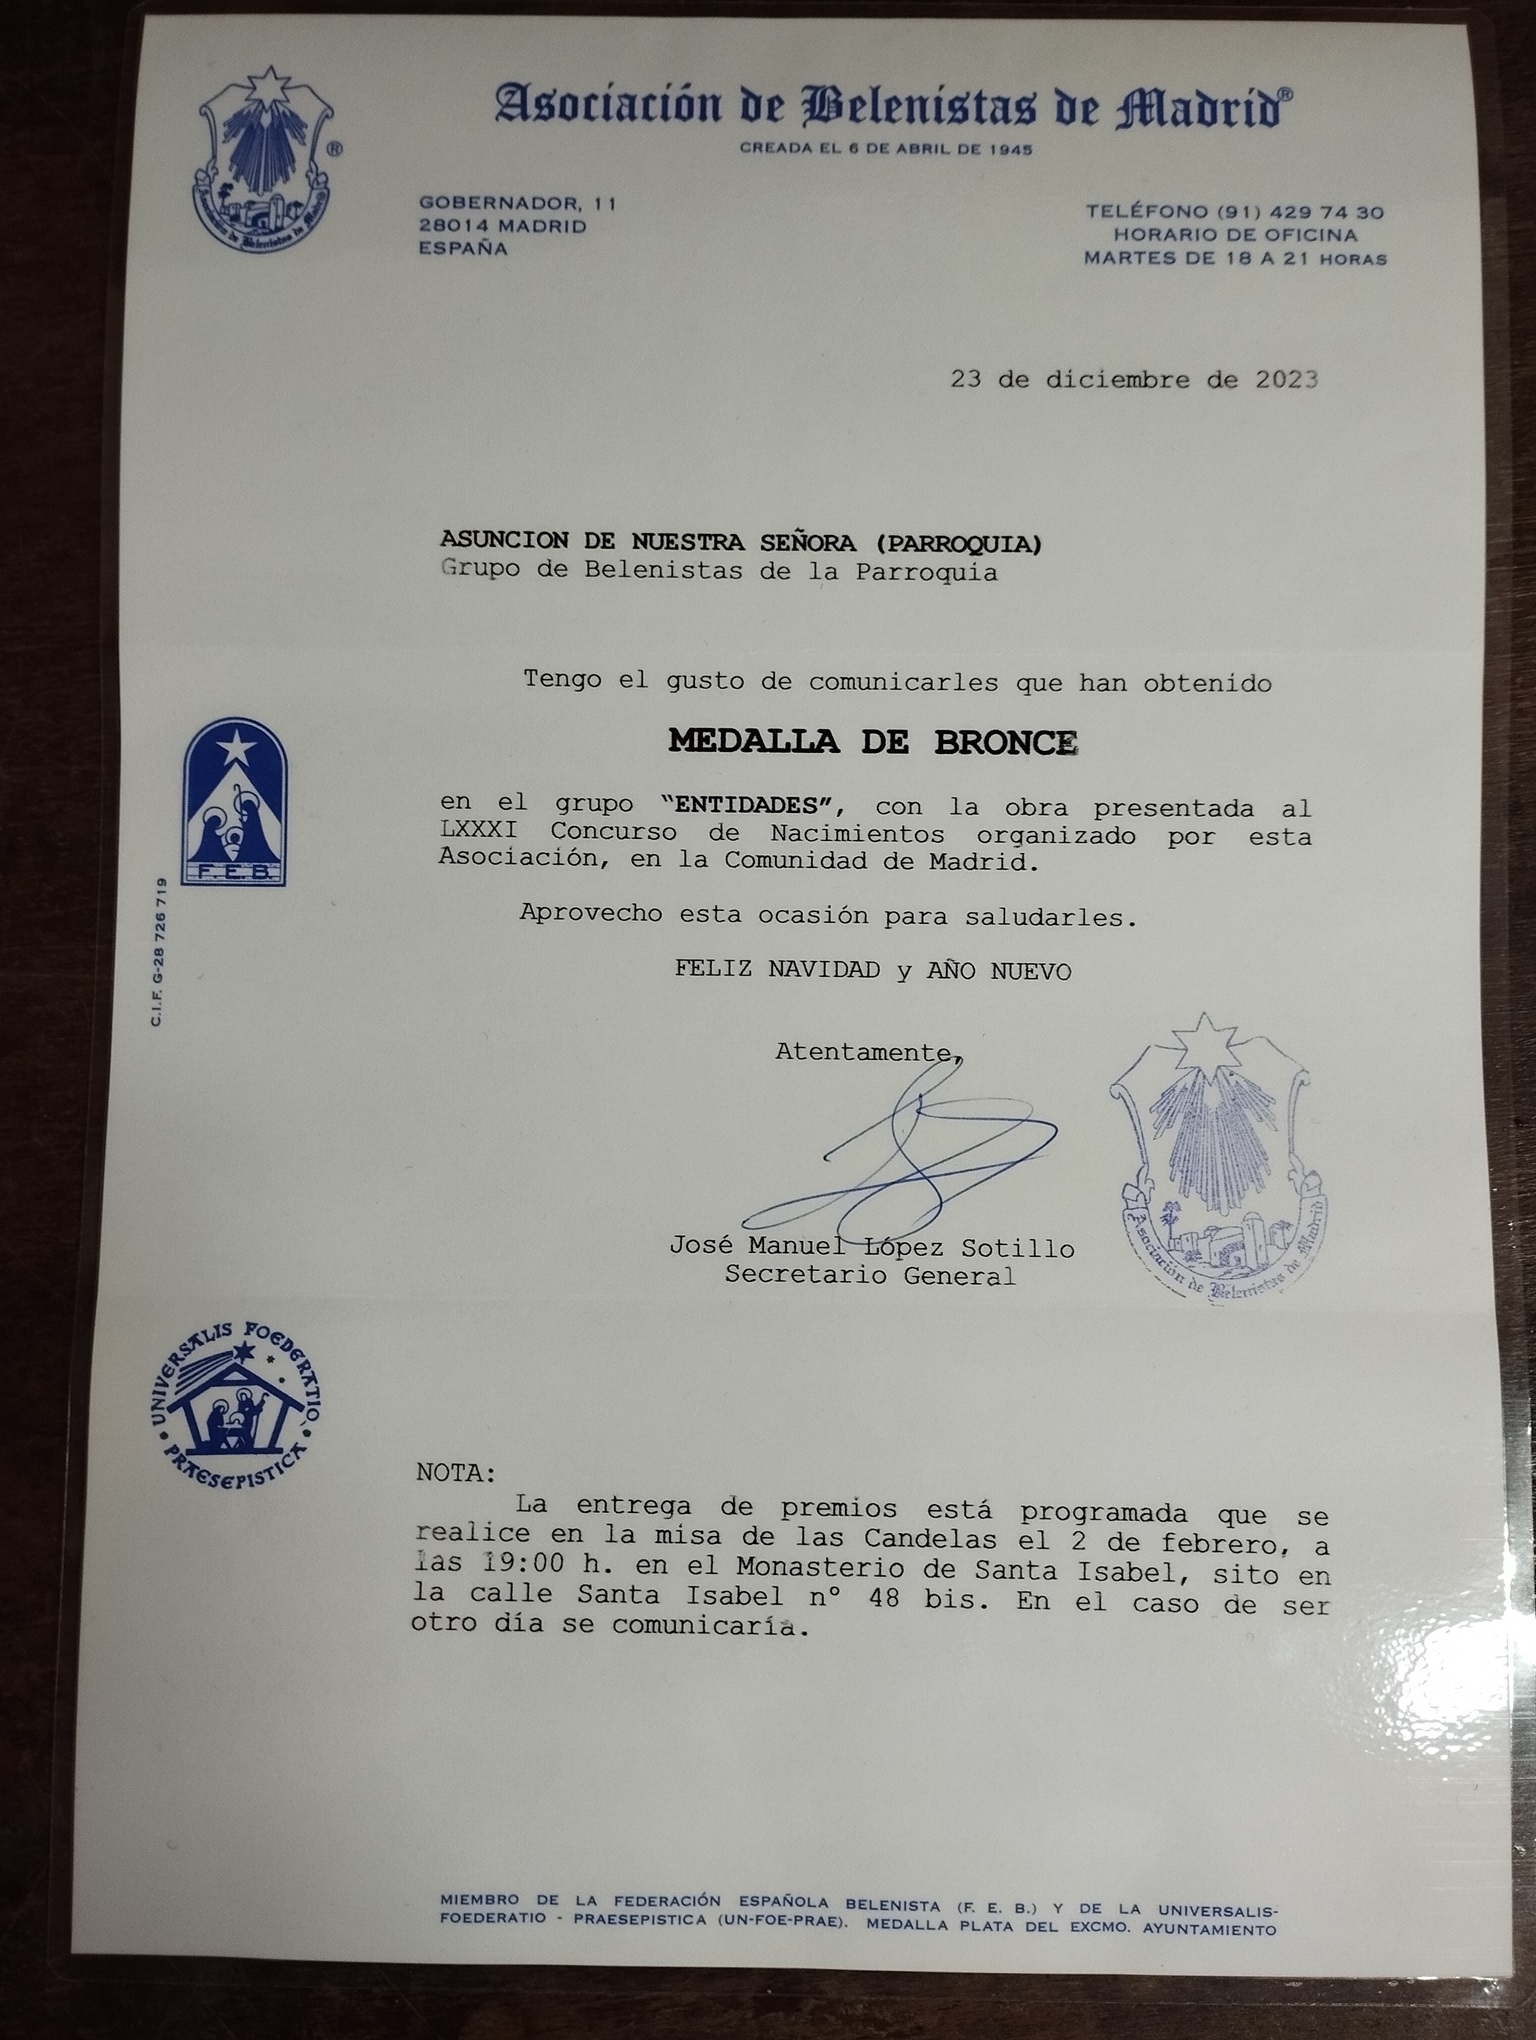 Asociación de Belenistas de Madrid®
CREADA EL 6 DE ABRIL DE 1945
®
Asociación de Belenistas de Madrid
GOBERNADOR, 11
28014 MADRID
ESPAÑA
TELÉFONO (91) 429 74 30
HORARIO DE OFICINA
MARTES DE 18 A 21 HORAS
23 de diciembre de 2023
ASUNCION DE NUESTRA SEÑORA (PARROQUIA)
Grupo de Belenistas de la Parroquia
Tengo el gusto de comunicarles que han obtenido
MEDALLA DE BRONCE
en el grupo “ENTIDADES”, con la obra presentada al
LXXXI Concurso de Nacimientos organizado por esta
Asociación, en la Comunidad de Madrid.
F.E.B.
C.I.F. G-28 726 719
Aprovecho esta ocasión para saludarles.
FELIZ NAVIDAD y AÑO NUEVO
Atentamente,
José Manuel López Sotillo
Secretario General
Asociación de Belenistas de Madrid
UNIVERSALIS FOEDERATIO
• PRAESEPISTICA •
NOTA:
La entrega de premios está programada que se
realice en la misa de las Candelas el 2 de febrero, a
las 19:00 h. en el Monasterio de Santa Isabel, sito en
la calle Santa Isabel nº 48 bis. En el caso de ser
otro día se comunicaría.
MIEMBRO DE LA FEDERACIÓN ESPAÑOLA BELENISTA (F. E. B.) Y DE LA UNIVERSALIS-
FOEDERATIO - PRAESEPISTICA (UN-FOE-PRAE). MEDALLA PLATA DEL EXCMO. AYUNTAMIENTO